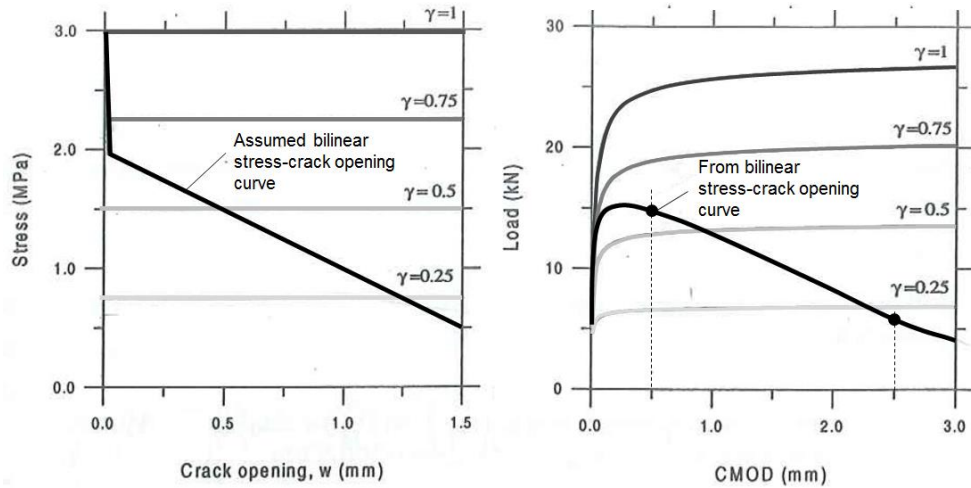 γ=1
3.0
γ=0.75
Assumed bilinear
stress-crack opening
curve
2.0
γ= 0.5
1.0
γ=0.25
0.0
0.0
0.5
1.0
1.5
Stress (MPa)
Crack opening, w (mm)
30
γ=1
20
γ=0.75
From bilinear
stress-crack opening
curve
γ=0.5
10
γ=0.25
0
0.0
1.0
2.0
3.0
Load (kN)
CMOD (mm)